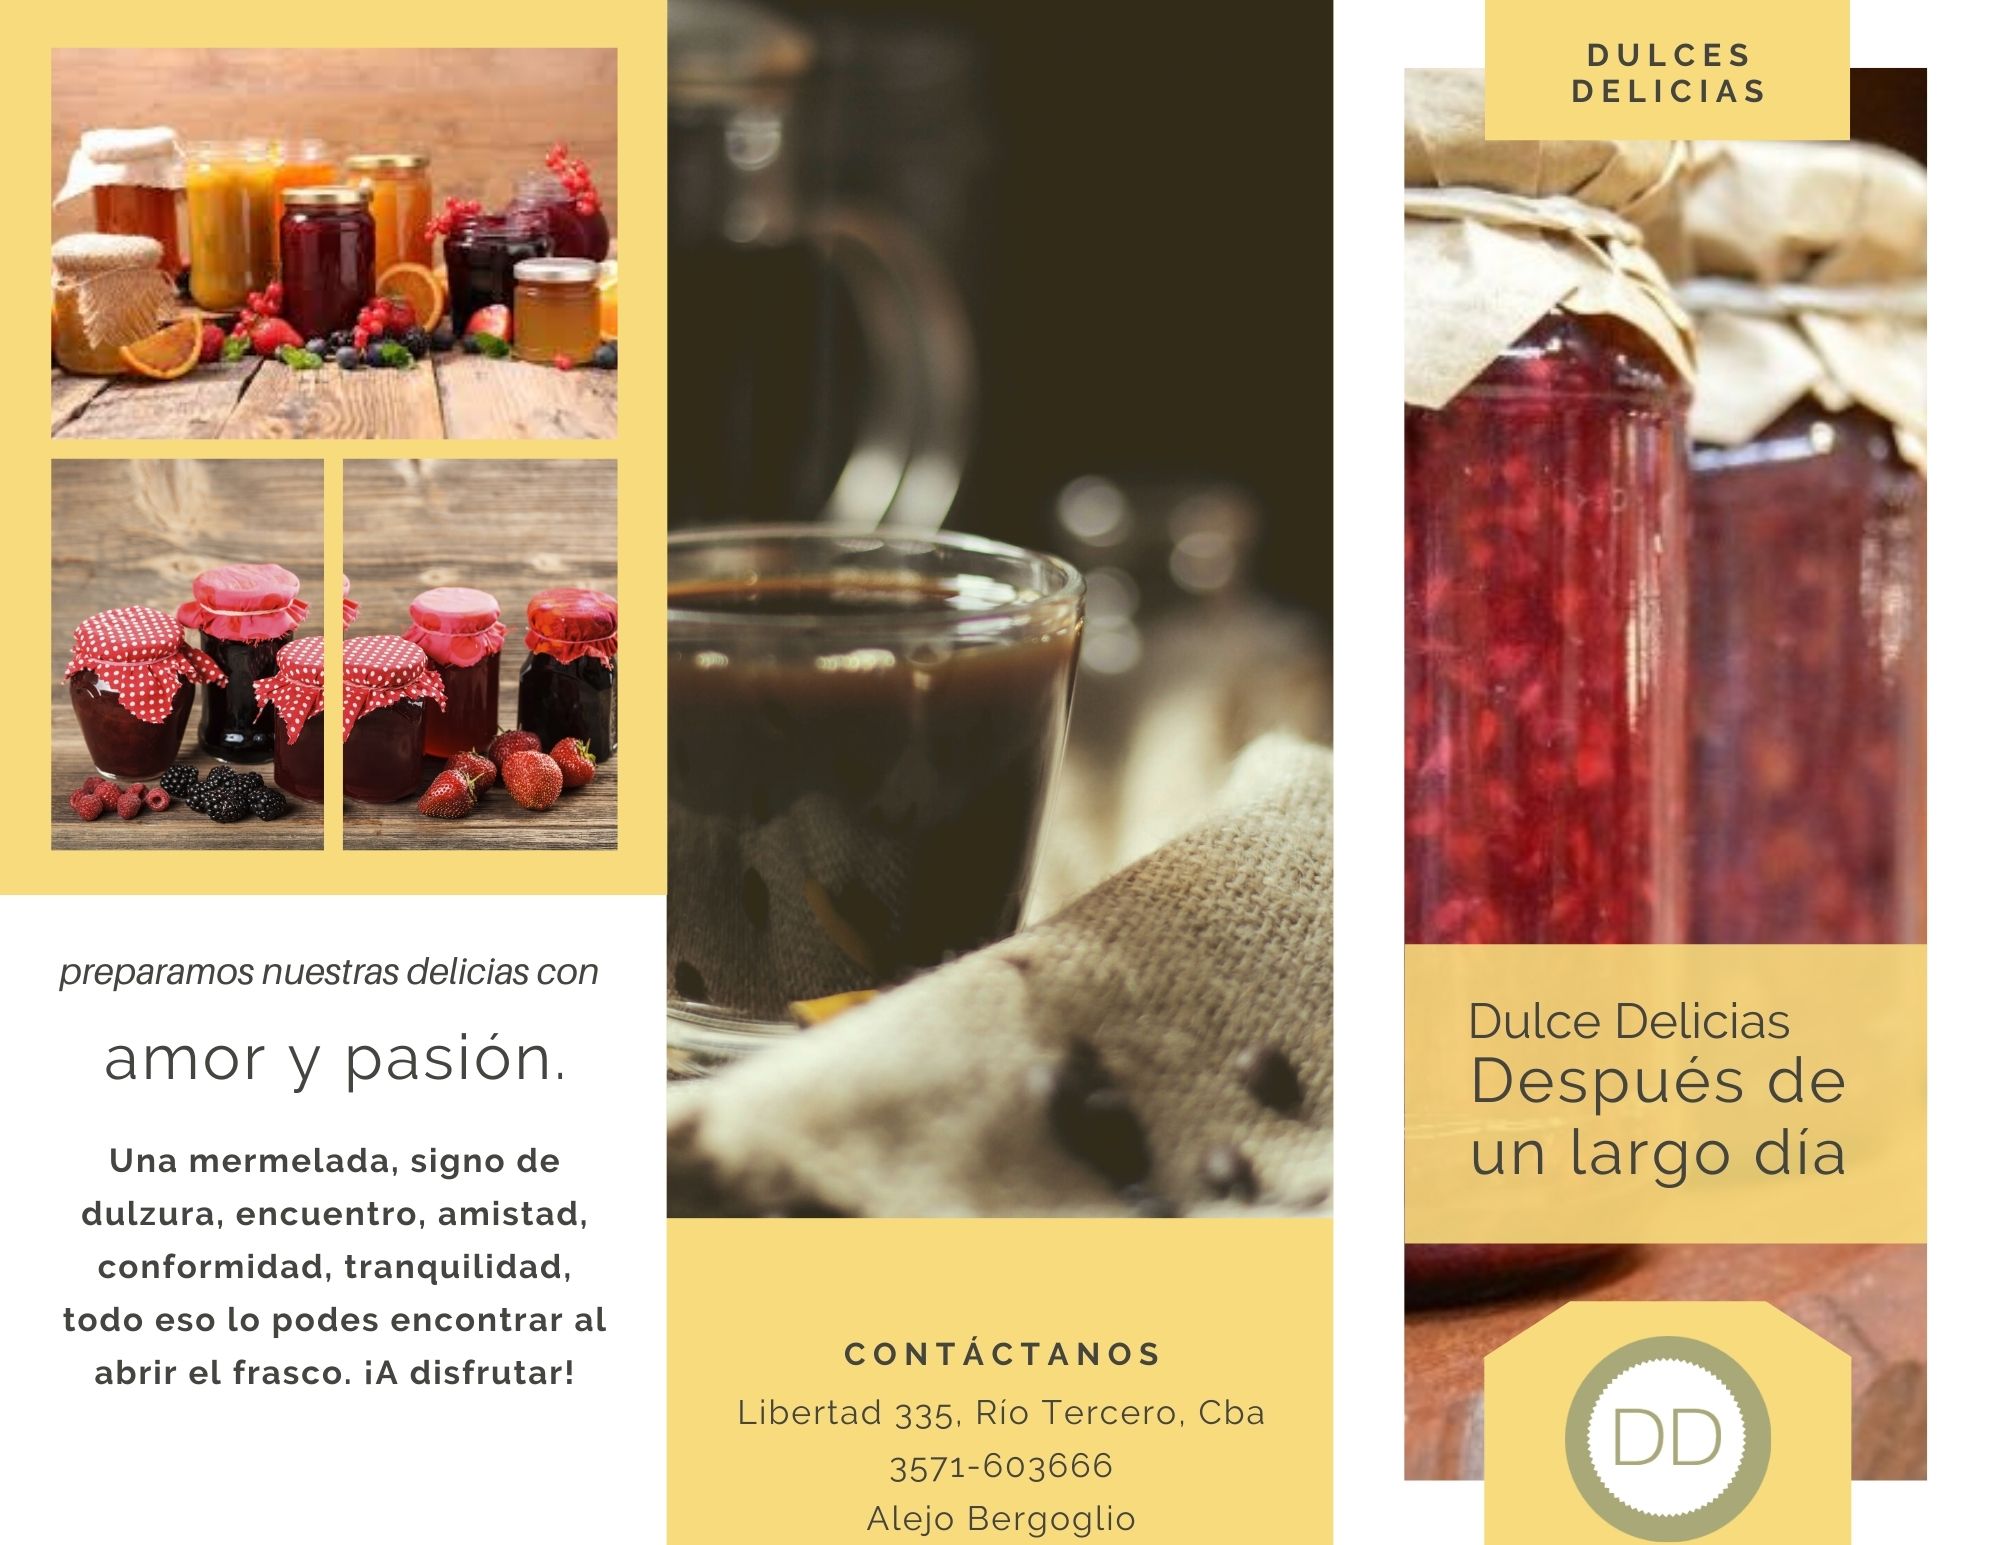 preparamos nuestras delicias con
amor y pasión.
Una mermelada, signo de
dulzura, encuentro, amistad,
conformidad, tranquilidad,
todo eso lo podes encontrar al
abrir el frasco. ¡A disfrutar!
CONTÁCTANOS
Libertad 335, Río Tercero, Cba
3571-603666
Alejo Bergoglio
DULCES
DELICIAS
Dulce Delicias
Después de
un largo día
DD